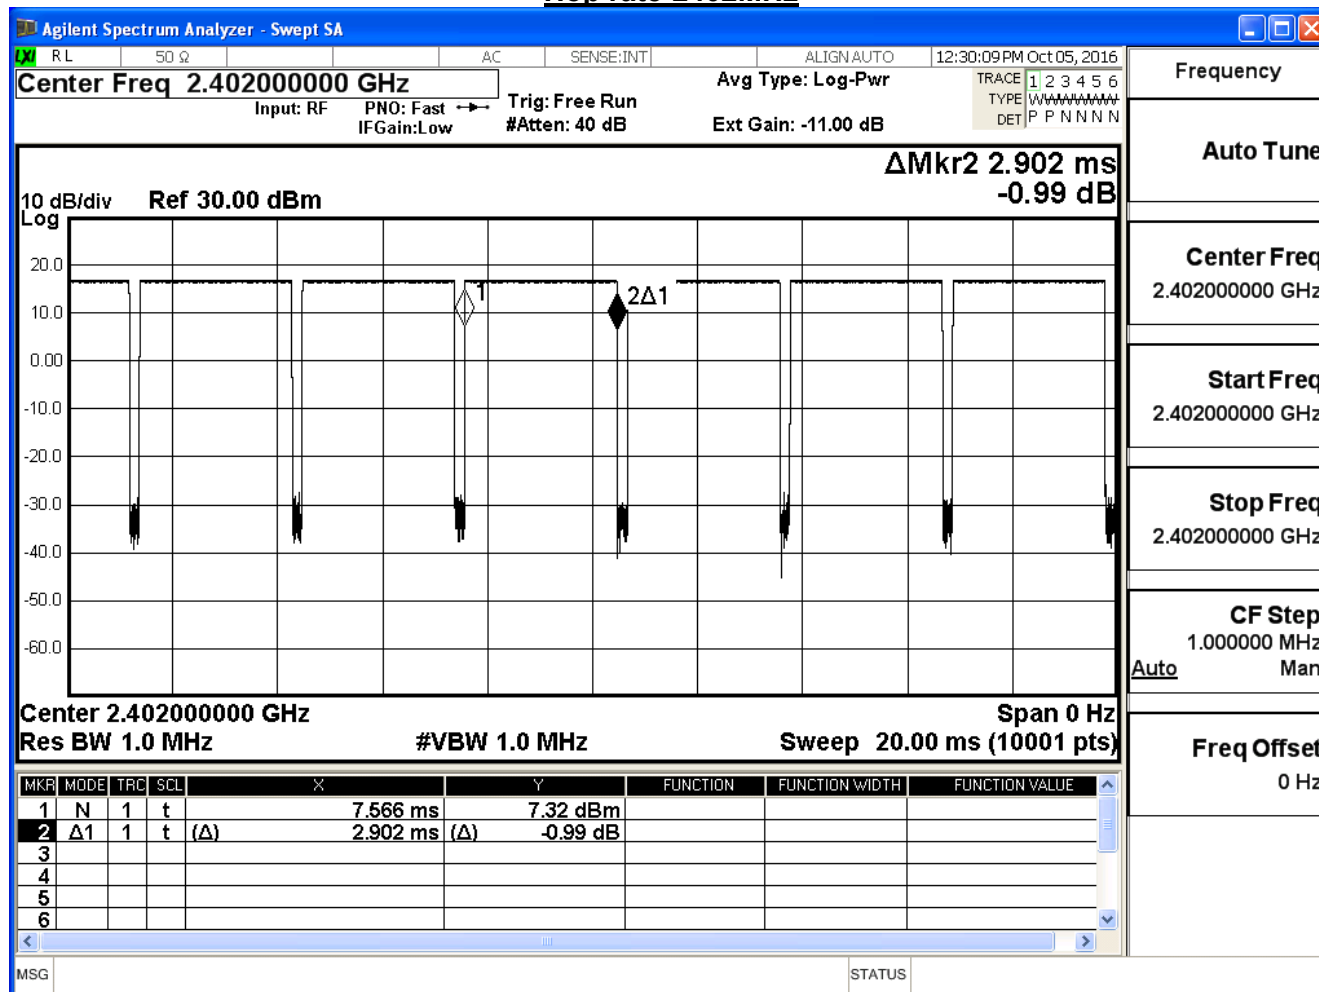 Hop rate 2402MHz
Agilent Spectrum Analyzer - Swept SA
LXI RL 50 Ω AC SENSE:INT ALIGN AUTO 12:30:09 PM Oct 05, 2016
Center Freq 2.402000000 GHz
Input: RF PNO: Fast
IFGain:Low
Trig: Free Run
#Atten: 40 dB
Avg Type: Log-Pwr
Ext Gain: -11.00 dB
TRACE 1 2 3 4 5 6
TYPE
DET P P N N N N
ΔMkr2 2.902 ms
-0.99 dB
10 dB/div Ref 30.00 dBm
Log
20.0
10.0
0.00
-10.0
-20.0
-30.0
-40.0
-50.0
-60.0
1
2Δ1
Center 2.402000000 GHz Span 0 Hz
Res BW 1.0 MHz #VBW 1.0 MHz Sweep 20.00 ms (10001 pts)
MKR MODE TRC SCL X Y FUNCTION FUNCTION WIDTH FUNCTION VALUE
1 N 1 t 7.566 ms 7.32 dBm
2 Δ1 1 t (Δ) 2.902 ms (Δ) -0.99 dB
3
4
5
6
MSG STATUS
Frequency
Auto Tune
Center Freq
2.402000000 GHz
Start Freq
2.402000000 GHz
Stop Freq
2.402000000 GHz
CF Step
1.000000 MHz
Auto Man
Freq Offset
0 Hz